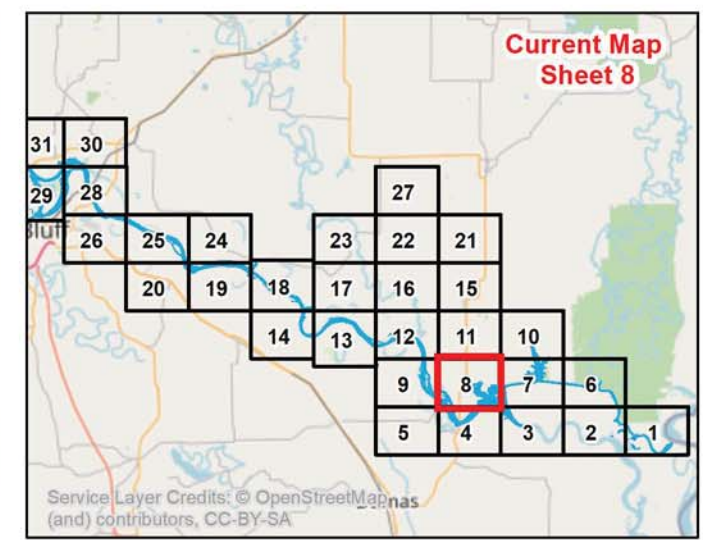 Current Map
Sheet 8
31 30
27
29 28
Bluff
26 25 24 23 22 21
20 19 18 17 16 15
14 13 12 11 10
9 8 7 6
5 4 3 2 1
Service Layer Credits: © OpenStreetMap
(and) contributors, CC-BY-SA